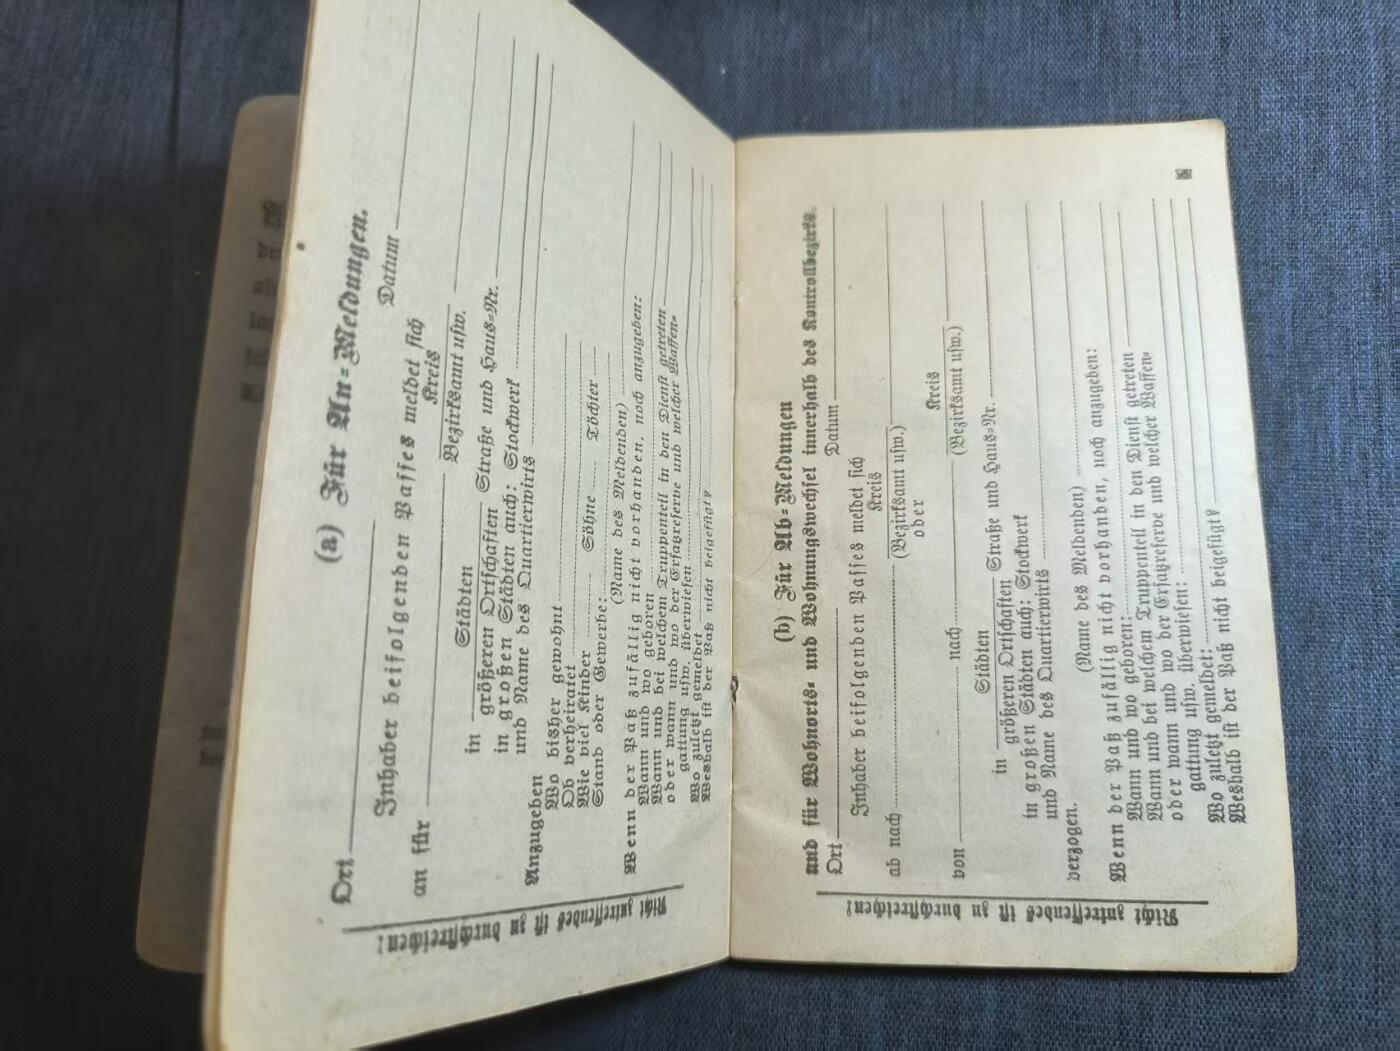 (a) Für An-Meldungen.
Ort Datum
Inhaber beifolgenden Passes meldet sich
Kreis
an für Bezirksamt usw.
Städten
in größeren Ortschaften Straße und Haus-Nr.
in großen Städten auch: Stockwerk
und Name des Quartierwirts
Anzugeben
Wo bisher gewohnt
Ob verheiratet
Wie viel Kinder Söhne Töchter
Stand oder Gewerbe:
(Name des Meldenden)
Wenn der Paß zufällig nicht vorhanden, noch anzugeben:
Wann und wo geboren
Wann und bei welchem Truppenteil in den Dienst getreten
oder wann und wo der Ersatzreserve und welcher Waffen-
gattung usw. überwiesen
Wo zuletzt gemeldet
Weshalb ist der Paß nicht beigefügt?
Nicht zutreffendes ist zu durchstreichen!
(b) Für Ab-Meldungen
und für Wohnorts- und Wohnungswechsel innerhalb des Kontrollbezirks.
Ort Datum
Inhaber beifolgenden Passes meldet sich
Kreis
ab nach (Bezirksamt usw.)
oder
Kreis
von nach (Bezirksamt usw.)
Städten
in größeren Ortschaften Straße und Haus-Nr.
in großen Städten auch: Stockwerk
und Name des Quartierwirts
verzogen.
(Name des Meldenden)
Wenn der Paß zufällig nicht vorhanden, noch anzugeben:
Wann und wo geboren:
Wann und bei welchem Truppenteil in den Dienst getreten
oder wann und wo der Ersatzreserve und welcher Waffen-
gattung usw. überwiesen:
Wo zuletzt gemeldet:
Weshalb ist der Paß nicht beigefügt?
Nicht zutreffendes ist zu durchstreichen!